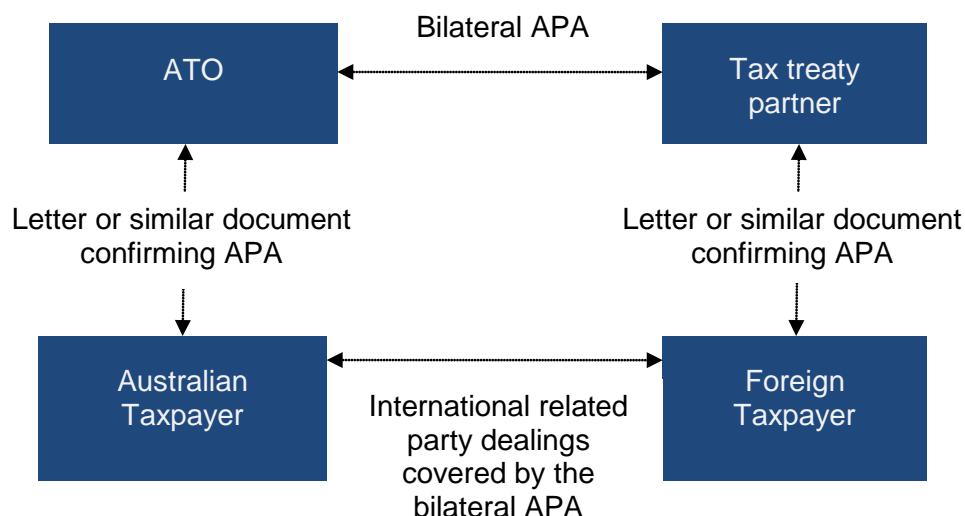 Bilateral APA
ATO
Tax treaty
partner
Letter or similar document
confirming APA
Letter or similar document
confirming APA
Australian
Taxpayer
Foreign
Taxpayer
International related
party dealings
covered by the
bilateral APA